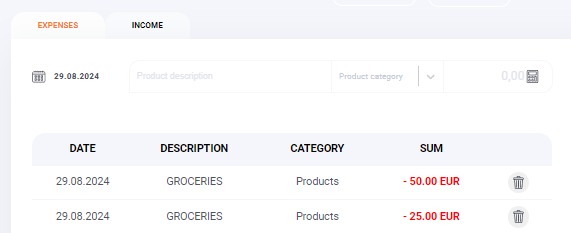 EXPENSES INCOME
29.08.2024 Product description Product category 0,00
DATE DESCRIPTION CATEGORY SUM
29.08.2024 GROCERIES Products - 50.00 EUR
29.08.2024 GROCERIES Products - 25.00 EUR